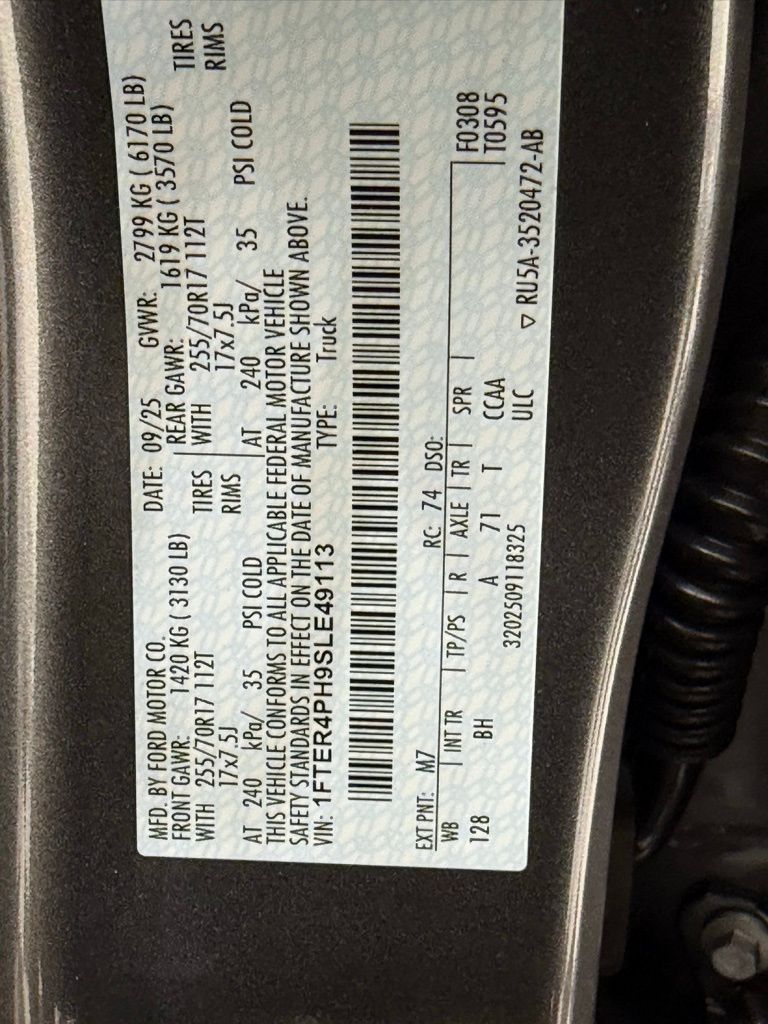 MFD. BY FORD MOTOR CO. DATE: 09/25 GVWR: 2799 KG ( 6170 LB)
FRONT GAWR: 1420 KG ( 3130 LB) REAR GAWR: 1619 KG ( 3570 LB)
WITH 255/70R17 112T TIRES WITH 255/70R17 112T TIRES
17x7.5J RIMS 17x7.5J RIMS
AT 240 kPa/ 35 PSI COLD AT 240 kPa/ 35 PSI COLD
THIS VEHICLE CONFORMS TO ALL APPLICABLE FEDERAL MOTOR VEHICLE
SAFETY STANDARDS IN EFFECT ON THE DATE OF MANUFACTURE SHOWN ABOVE.
VIN: 1FTER4PH9SLE49113 TYPE: Truck
EXT PNT: M7 RC: 74 DSO:
WB | INT TR | TP/PS | R | AXLE | TR | SPR | F0308
128 BH A 71 T CCAA T0595
3202509118325 ULC
▽ RU5A-3520472-AB